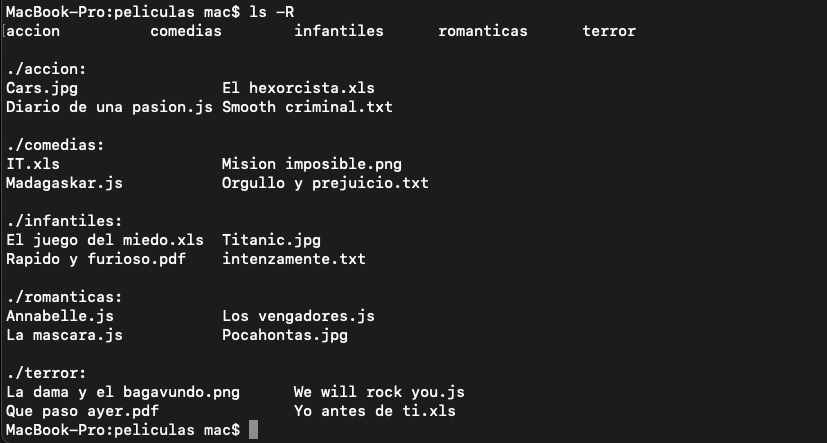 MacBook-Pro:peliculas mac$ ls -R
accion comedias infantiles romanticas terror
./accion:
Cars.jpg El hexorcista.xls
Diario de una pasion.js Smooth criminal.txt
./comedias:
IT.xls Mision imposible.png
Madagaskar.js Orgullo y prejuicio.txt
./infantiles:
El juego del miedo.xls Titanic.jpg
Rapido y furioso.pdf intenzamente.txt
./romanticas:
Annabelle.js Los vengadores.js
La mascara.js Pocahontas.jpg
./terror:
La dama y el bagavundo.png We will rock you.js
Que paso ayer.pdf Yo antes de ti.xls
MacBook-Pro:peliculas mac$